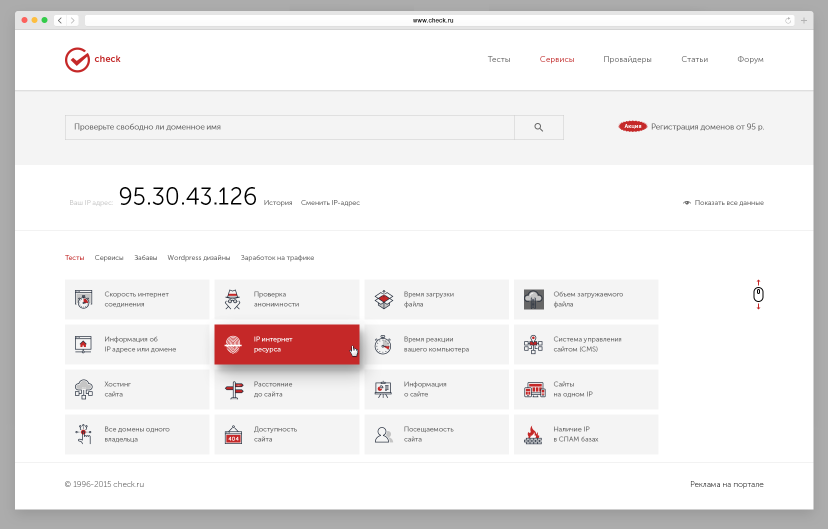 www.check.ru
check
Тесты Сервисы Провайдеры Статьи Форум
Проверьте свободно ли доменное имя
Акция Регистрация доменов от 95 р.
Ваш IP адрес: 95.30.43.126 История Сменить IP-адрес
Показать все данные
Тесты Сервисы Забавы Wordpress дизайны Заработок на трафике
Скорость интернет
соединения
Проверка
анонимности
Время загрузки
файла
Объем загружаемого
файла
Информация об
IP адресе или домене
IP интернет
ресурса
Время реакции
вашего компьютера
Система управления
сайтом (CMS)
Хостинг
сайта
Расстояние
до сайта
Информация
о сайте
Сайты
на одном IP
Все домены одного
владельца
404
Доступность
сайта
Посещаемость
сайта
Наличие IP
в СПАМ базах
© 1996-2015 check.ru
Реклама на портале